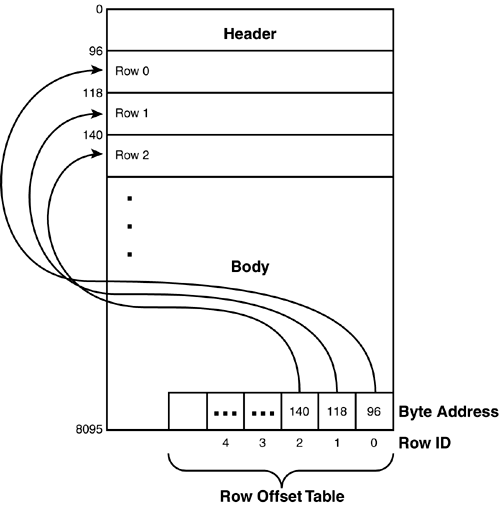 0
Header
96
Row 0
118
Row 1
140
Row 2
Body
140 118 96 Byte Address
8095
4 3 2 1 0 Row ID
Row Offset Table